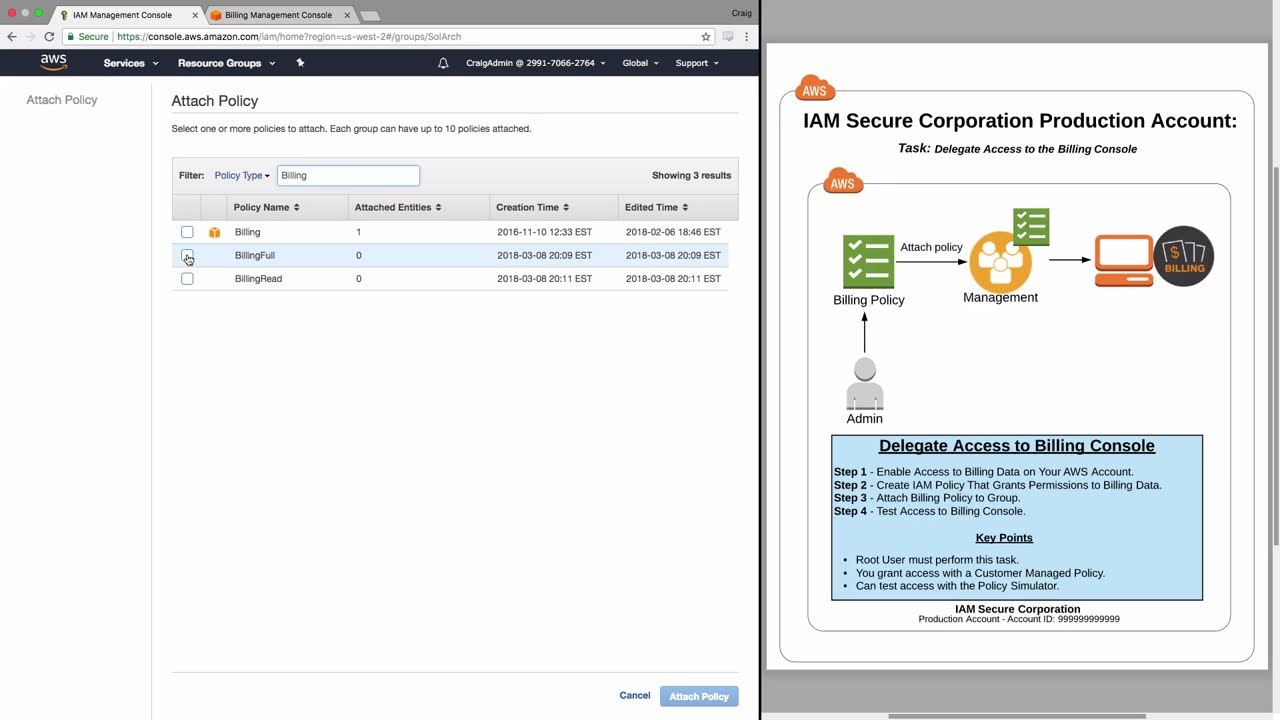 IAM Management Console
Billing Management Console
Craig
Secure
https://console.aws.amazon.com/iam/home?region=us-west-2#/groups/SolArch
aws
Services
Resource Groups
CraigAdmin @ 2991-7066-2764
Global
Support
Attach Policy
Attach Policy
Select one or more policies to attach. Each group can have up to 10 policies attached.
Filter: Policy Type Billing Showing 3 results
Policy Name Attached Entities Creation Time Edited Time
Billing 1 2016-11-10 12:33 EST 2018-02-06 18:46 EST
BillingFull 0 2018-03-08 20:09 EST 2018-03-08 20:09 EST
BillingRead 0 2018-03-08 20:11 EST 2018-03-08 20:11 EST
Cancel Attach Policy
AWS
IAM Secure Corporation Production Account:
Task: Delegate Access to the Billing Console
AWS
Attach policy
$
BILLING
Billing Policy
Management
Admin
Delegate Access to Billing Console
Step 1 - Enable Access to Billing Data on Your AWS Account.
Step 2 - Create IAM Policy That Grants Permissions to Billing Data.
Step 3 - Attach Billing Policy to Group.
Step 4 - Test Access to Billing Console.
Key Points
• Root User must perform this task.
• You grant access with a Customer Managed Policy.
• Can test access with the Policy Simulator.
IAM Secure Corporation
Production Account - Account ID: 999999999999